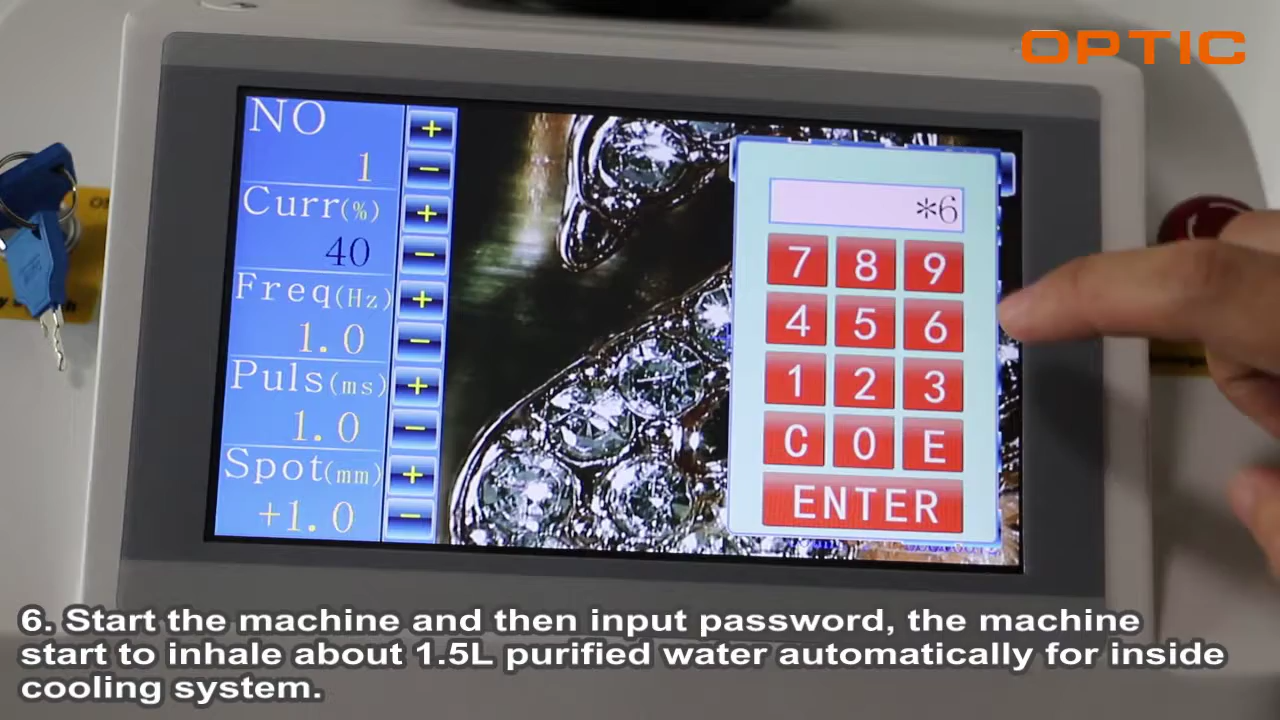 OPTIC
NO
1
Curr(%)
40
Freq(Hz)
1.0
Puls(ms)
1.0
Spot(mm)
+1.0
+
−
+
−
+
−
+
−
+
−
*6
7 8 9
4 5 6
1 2 3
C 0 E
ENTER
6. Start the machine and then input password, the machine
start to inhale about 1.5L purified water automatically for inside
cooling system.